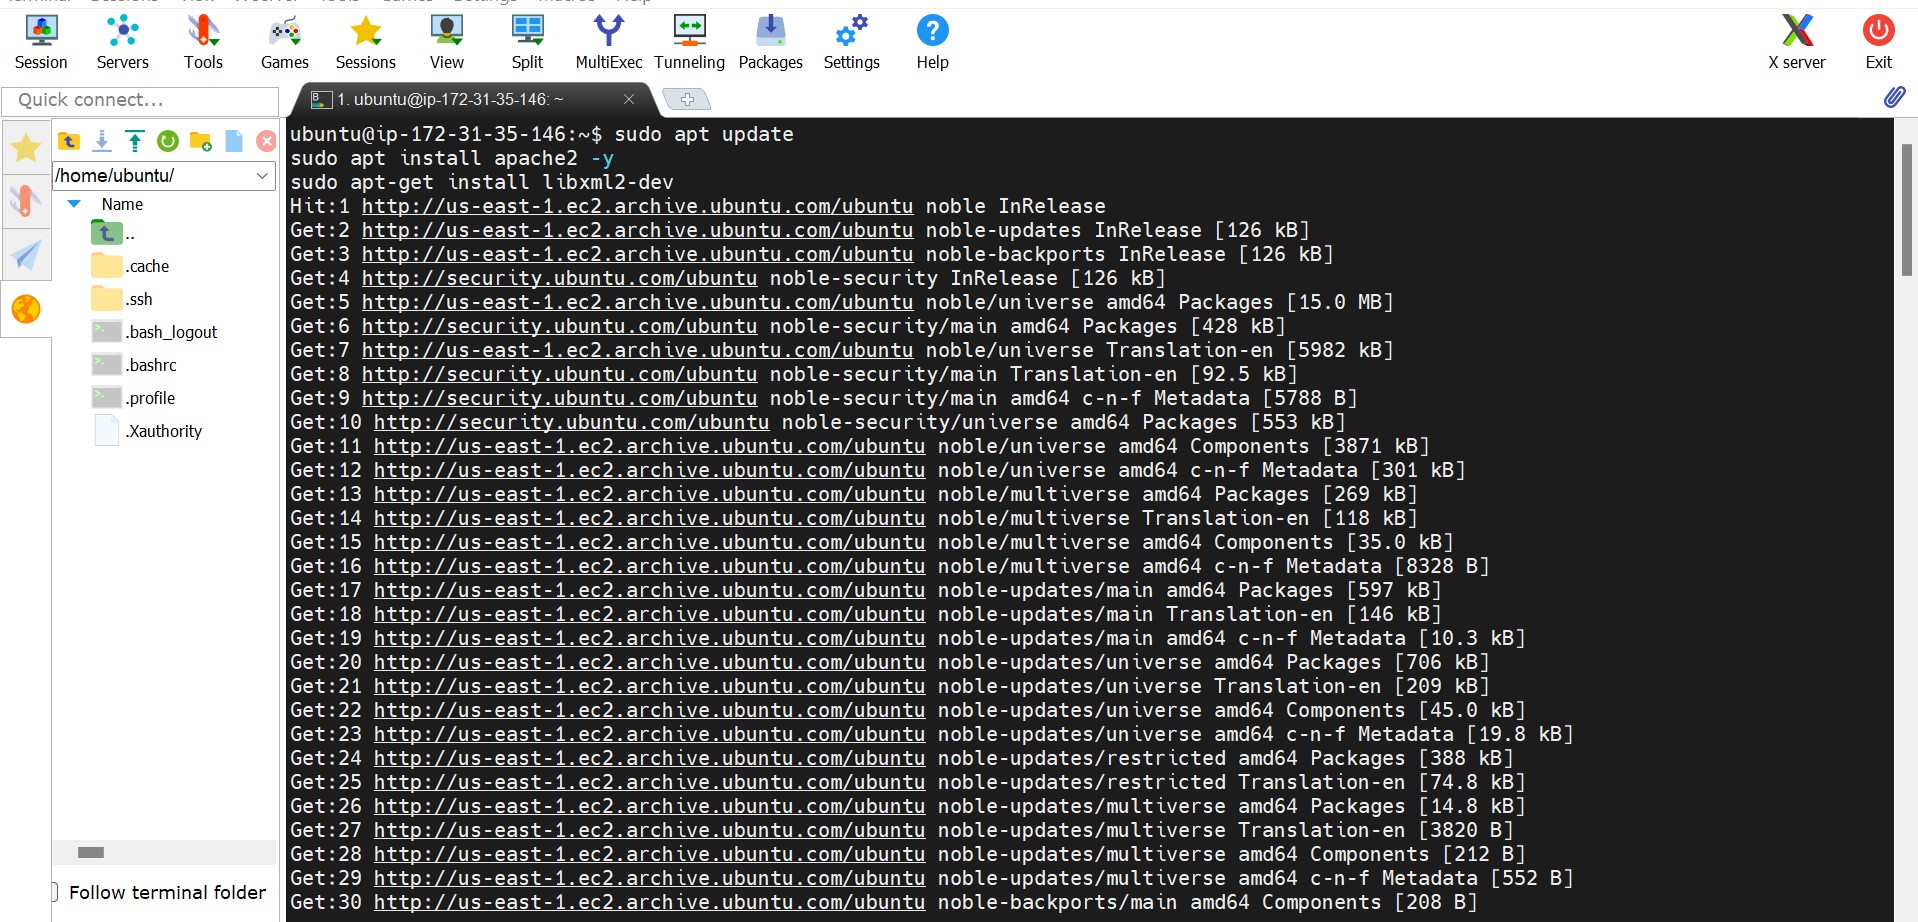 Session
Servers
Tools
Games
Sessions
View
Split
MultiExec
Tunneling
Packages
Settings
Help
X server
Exit
Quick connect...
1. ubuntu@ip-172-31-35-146: ~
/home/ubuntu/
Name
..
.cache
.ssh
.bash_logout
.bashrc
.profile
.Xauthority
Follow terminal folder
ubuntu@ip-172-31-35-146:~$ sudo apt update
sudo apt install apache2 -y
sudo apt-get install libxml2-dev
Hit:1 http://us-east-1.ec2.archive.ubuntu.com/ubuntu noble InRelease
Get:2 http://us-east-1.ec2.archive.ubuntu.com/ubuntu noble-updates InRelease [126 kB]
Get:3 http://us-east-1.ec2.archive.ubuntu.com/ubuntu noble-backports InRelease [126 kB]
Get:4 http://security.ubuntu.com/ubuntu noble-security InRelease [126 kB]
Get:5 http://us-east-1.ec2.archive.ubuntu.com/ubuntu noble/universe amd64 Packages [15.0 MB]
Get:6 http://security.ubuntu.com/ubuntu noble-security/main amd64 Packages [428 kB]
Get:7 http://us-east-1.ec2.archive.ubuntu.com/ubuntu noble/universe Translation-en [5982 kB]
Get:8 http://security.ubuntu.com/ubuntu noble-security/main Translation-en [92.5 kB]
Get:9 http://security.ubuntu.com/ubuntu noble-security/main amd64 c-n-f Metadata [5788 B]
Get:10 http://security.ubuntu.com/ubuntu noble-security/universe amd64 Packages [553 kB]
Get:11 http://us-east-1.ec2.archive.ubuntu.com/ubuntu noble/universe amd64 Components [3871 kB]
Get:12 http://us-east-1.ec2.archive.ubuntu.com/ubuntu noble/universe amd64 c-n-f Metadata [301 kB]
Get:13 http://us-east-1.ec2.archive.ubuntu.com/ubuntu noble/multiverse amd64 Packages [269 kB]
Get:14 http://us-east-1.ec2.archive.ubuntu.com/ubuntu noble/multiverse Translation-en [118 kB]
Get:15 http://us-east-1.ec2.archive.ubuntu.com/ubuntu noble/multiverse amd64 Components [35.0 kB]
Get:16 http://us-east-1.ec2.archive.ubuntu.com/ubuntu noble/multiverse amd64 c-n-f Metadata [8328 B]
Get:17 http://us-east-1.ec2.archive.ubuntu.com/ubuntu noble-updates/main amd64 Packages [597 kB]
Get:18 http://us-east-1.ec2.archive.ubuntu.com/ubuntu noble-updates/main Translation-en [146 kB]
Get:19 http://us-east-1.ec2.archive.ubuntu.com/ubuntu noble-updates/main amd64 c-n-f Metadata [10.3 kB]
Get:20 http://us-east-1.ec2.archive.ubuntu.com/ubuntu noble-updates/universe amd64 Packages [706 kB]
Get:21 http://us-east-1.ec2.archive.ubuntu.com/ubuntu noble-updates/universe Translation-en [209 kB]
Get:22 http://us-east-1.ec2.archive.ubuntu.com/ubuntu noble-updates/universe amd64 Components [45.0 kB]
Get:23 http://us-east-1.ec2.archive.ubuntu.com/ubuntu noble-updates/universe amd64 c-n-f Metadata [19.8 kB]
Get:24 http://us-east-1.ec2.archive.ubuntu.com/ubuntu noble-updates/restricted amd64 Packages [388 kB]
Get:25 http://us-east-1.ec2.archive.ubuntu.com/ubuntu noble-updates/restricted Translation-en [74.8 kB]
Get:26 http://us-east-1.ec2.archive.ubuntu.com/ubuntu noble-updates/multiverse amd64 Packages [14.8 kB]
Get:27 http://us-east-1.ec2.archive.ubuntu.com/ubuntu noble-updates/multiverse Translation-en [3820 B]
Get:28 http://us-east-1.ec2.archive.ubuntu.com/ubuntu noble-updates/multiverse amd64 Components [212 B]
Get:29 http://us-east-1.ec2.archive.ubuntu.com/ubuntu noble-updates/multiverse amd64 c-n-f Metadata [552 B]
Get:30 http://us-east-1.ec2.archive.ubuntu.com/ubuntu noble-backports/main amd64 Components [208 B]